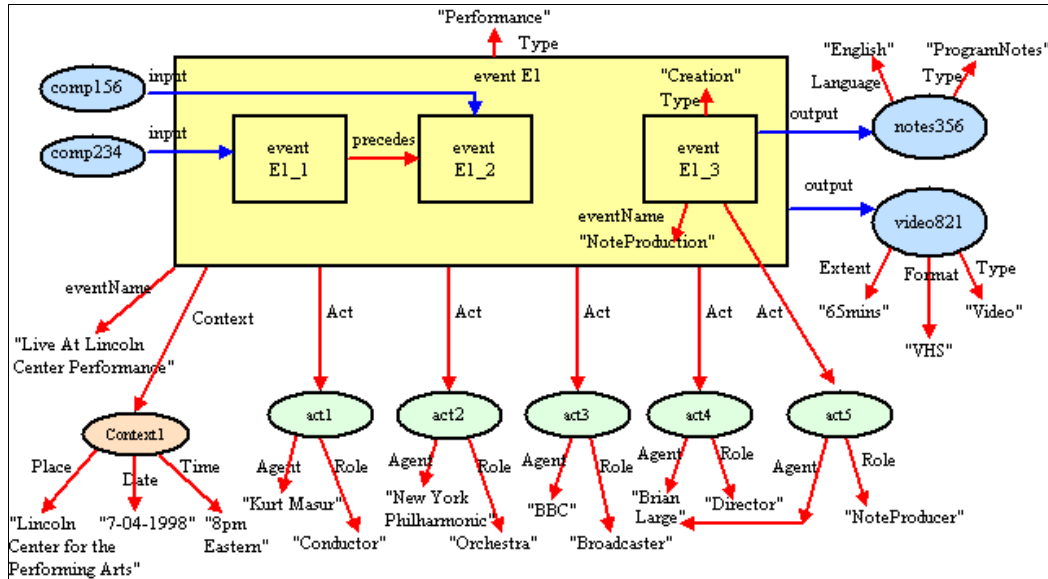 "Performance"
Type
"English"
"ProgramNotes"
input
event E1
"Creation"
Language
Type
comp156
Type
output
notes356
input
precedes
comp234
event
E1_1
event
E1_2
event
E1_3
output
eventName
"NoteProduction"
video821
Extent
Format
Type
eventName
Context
Act
Act
Act
Act
Act
"65mins"
"Video"
"Live At Lincoln
Center Performance"
"VHS"
act1
act2
act3
act4
act5
Context1
Place
Date
Time
Agent
Role
Agent
Role
Agent
Role
Agent
Role
Agent
Role
"Kurt Masur"
"New York
Philharmonic"
"BBC"
"Brian
Large"
"Director"
"NoteProducer"
"Lincoln
Center for the
Performing Arts"
"7-04-1998"
"8pm
Eastern"
"Conductor"
"Orchestra"
"Broadcaster"